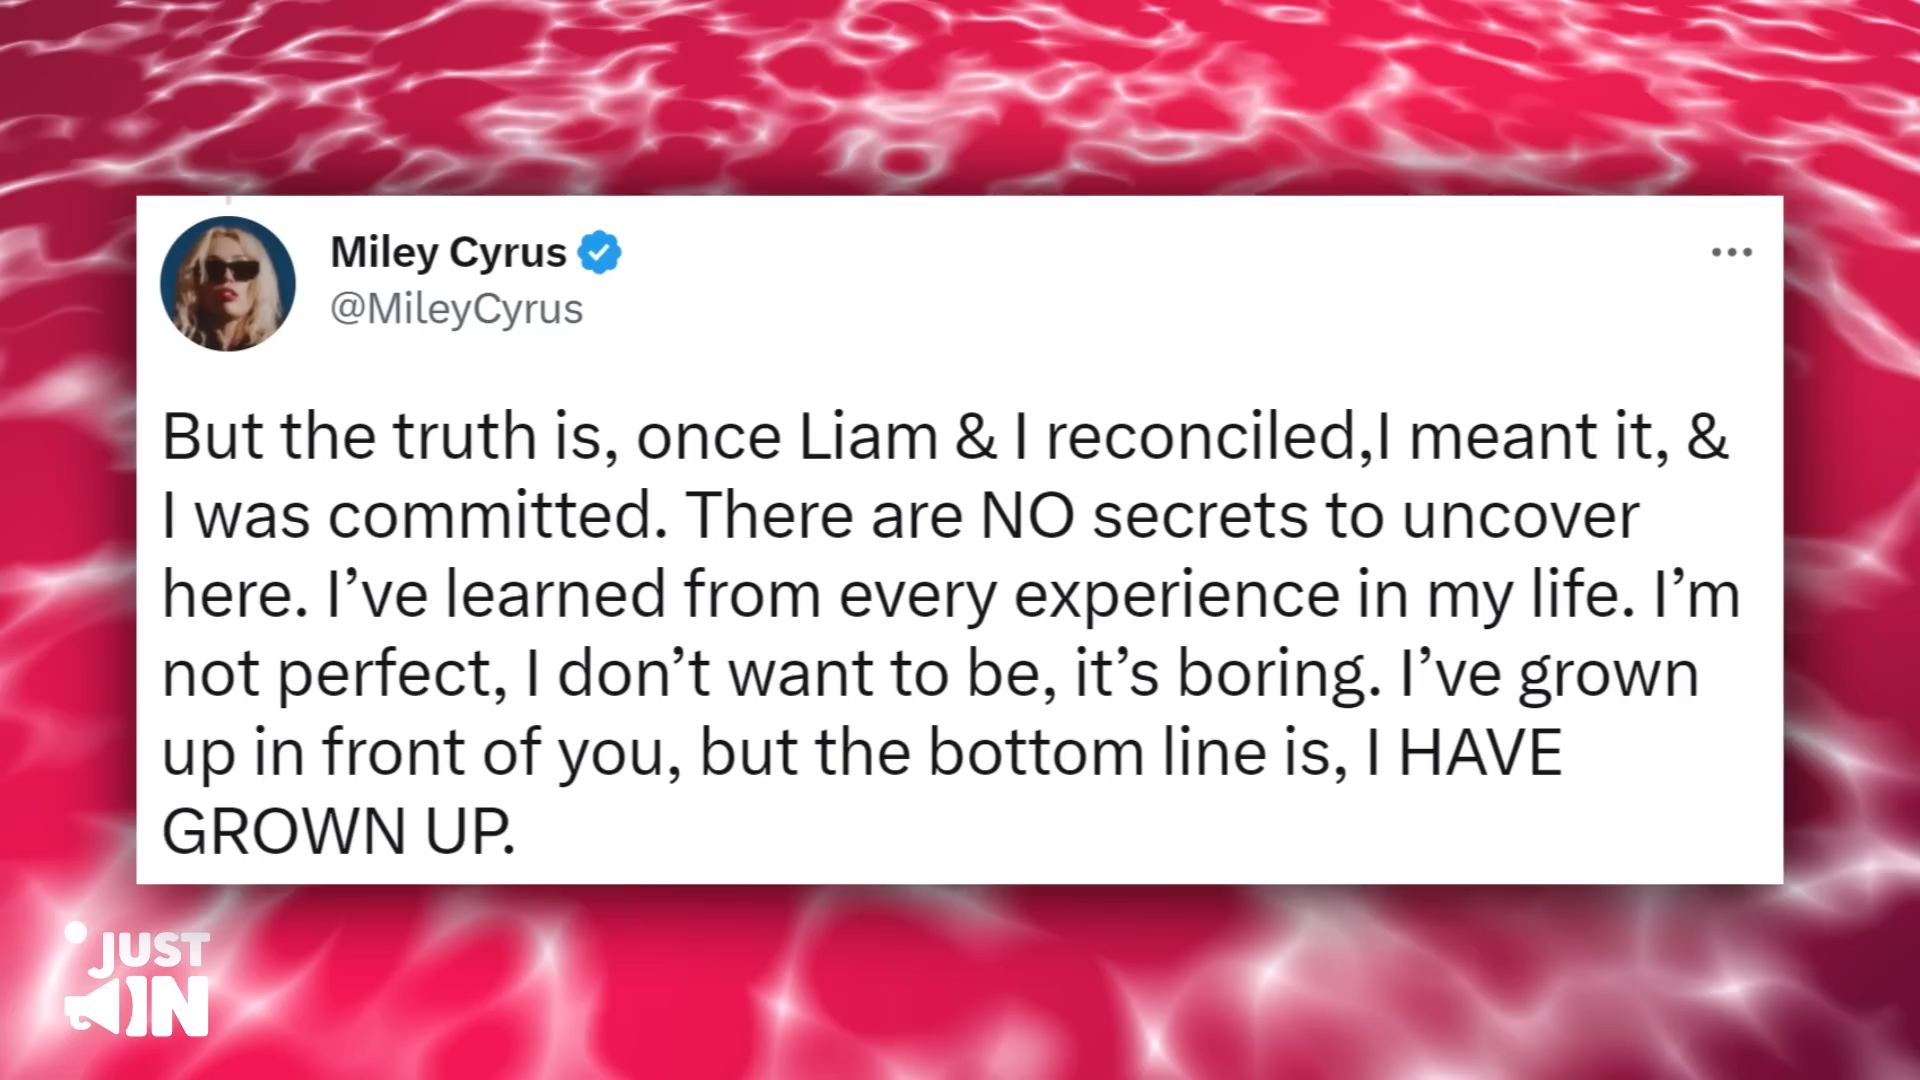 Miley Cyrus
@MileyCyrus
But the truth is, once Liam & I reconciled,I meant it, &
I was committed. There are NO secrets to uncover
here. I’ve learned from every experience in my life. I’m
not perfect, I don’t want to be, it’s boring. I’ve grown
up in front of you, but the bottom line is, I HAVE
GROWN UP.
JUST
IN